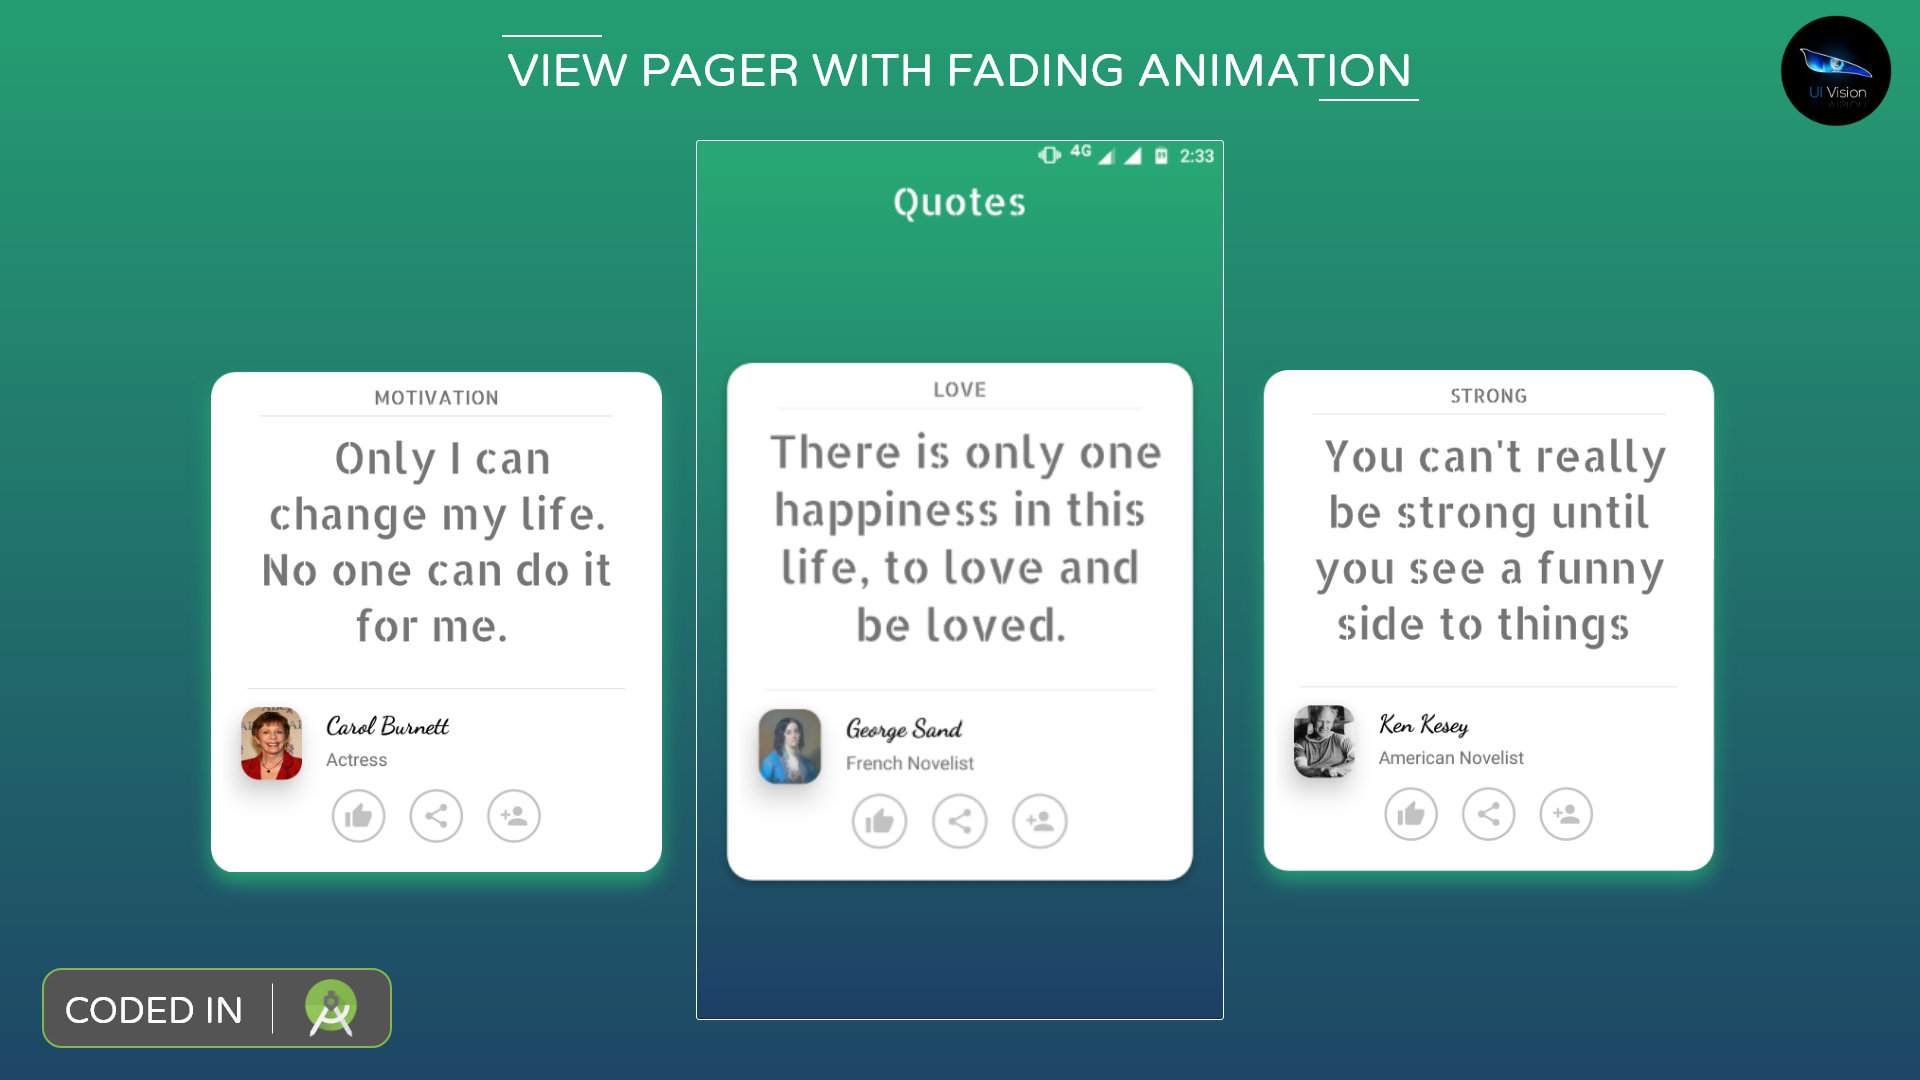 VIEW PAGER WITH FADING ANIMATION
UI Vision
4G 2:33
Quotes
MOTIVATION
Only I can
change my life.
No one can do it
for me.
Carol Burnett
Actress
LOVE
There is only one
happiness in this
life, to love and
be loved.
George Sand
French Novelist
STRONG
You can't really
be strong until
you see a funny
side to things
Ken Kesey
American Novelist
CODED IN